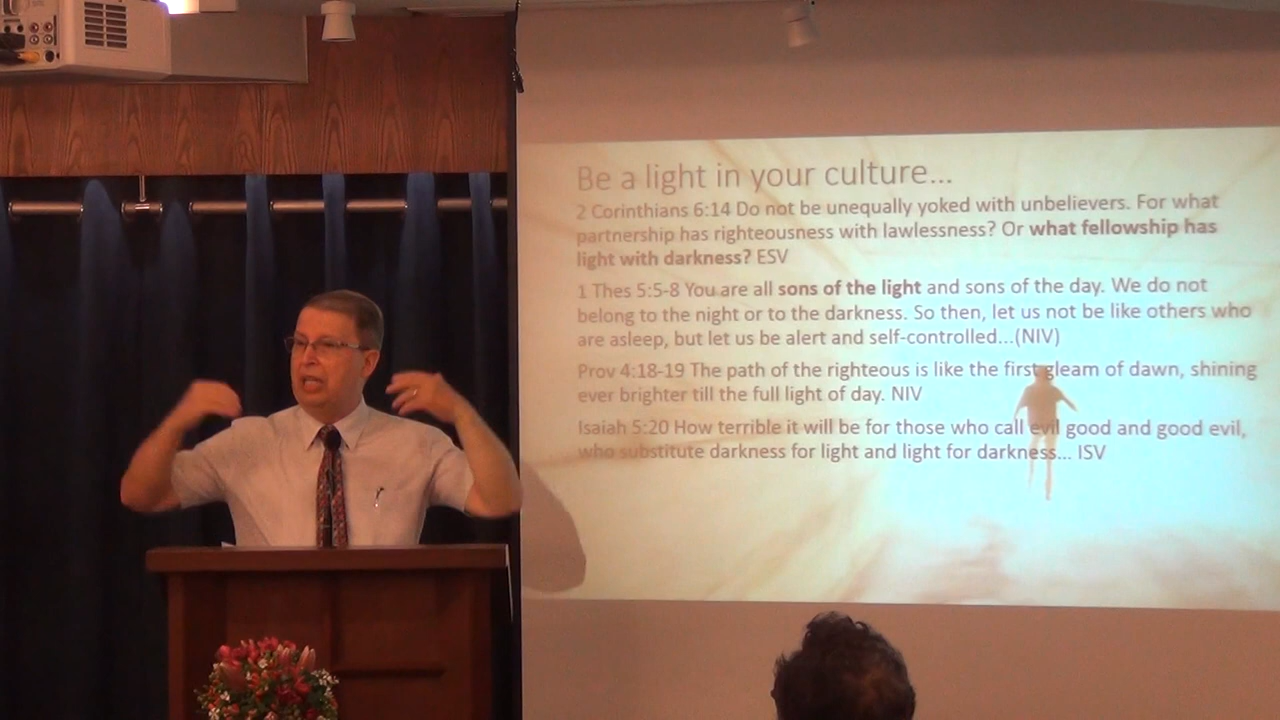 Be a light in your culture...
2 Corinthians 6:14 Do not be unequally yoked with unbelievers. For what
partnership has righteousness with lawlessness? Or what fellowship has
light with darkness? ESV
1 Thes 5:5-8 You are all sons of the light and sons of the day. We do not
belong to the night or to the darkness. So then, let us not be like others who
are asleep, but let us be alert and self-controlled...(NIV)
Prov 4:18-19 The path of the righteous is like the first gleam of dawn, shining
ever brighter till the full light of day. NIV
Isaiah 5:20 How terrible it will be for those who call evil good and good evil,
who substitute darkness for light and light for darkness... ISV